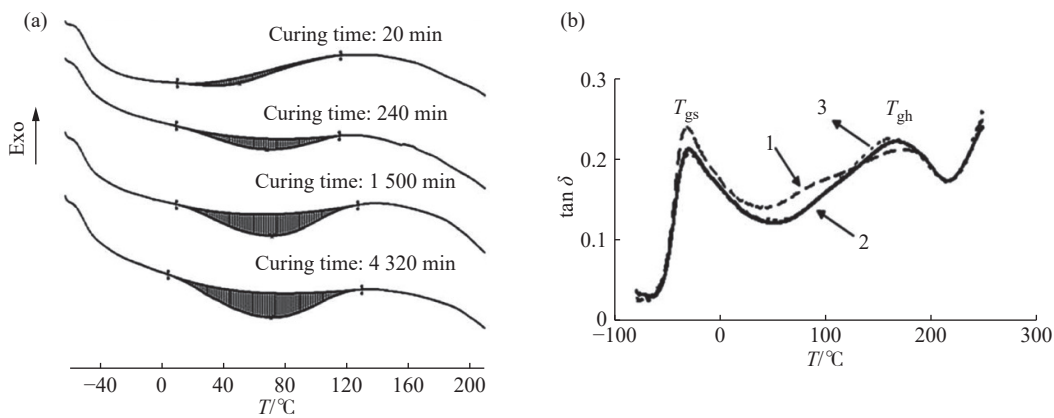 (a)
Curing time: 20 min
Curing time: 240 min
Curing time: 1 500 min
Curing time: 4 320 min
Exo
−40 0 40 80 120 160 200
T/℃
(b)
0.3
0.2
0.1
0
tan δ
Tgs
Tgh
1
2
3
−100 0 100 200 300
T/℃